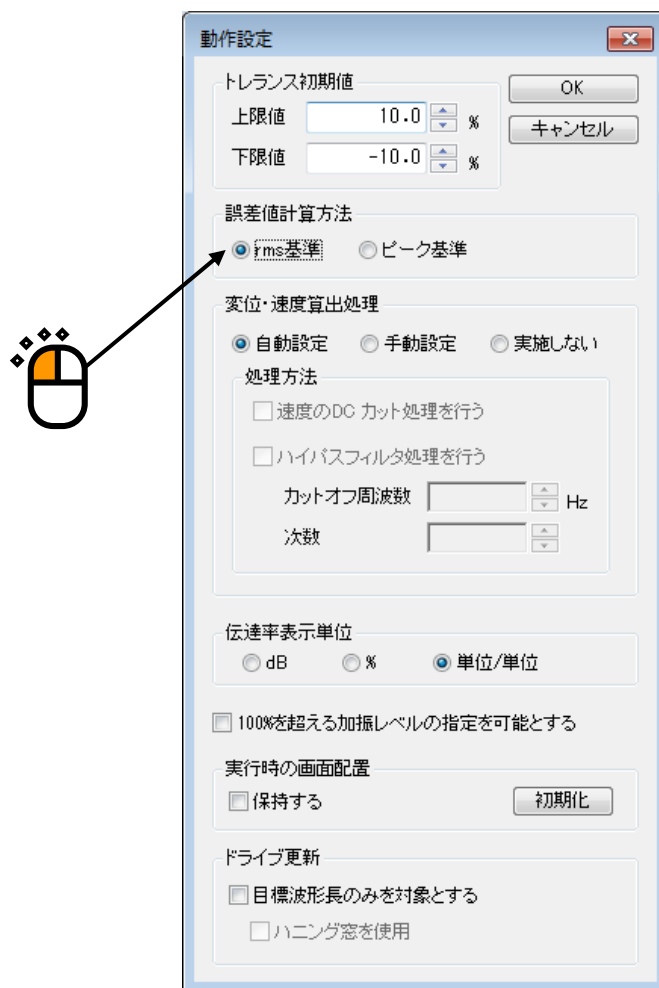 動作設定
トレランス初期値
OK
上限値 10.0 %
キャンセル
下限値 -10.0 %
誤差値計算方法
rms基準 ピーク基準
変位・速度算出処理
自動設定 手動設定 実施しない
処理方法
速度のDC カット処理を行う
ハイパスフィルタ処理を行う
カットオフ周波数 Hz
次数
伝達率表示単位
dB % 単位/単位
100%を超える加振レベルの指定を可能とする
実行時の画面配置
保持する 初期化
ドライブ更新
目標波形長のみを対象とする
ハニング窓を使用